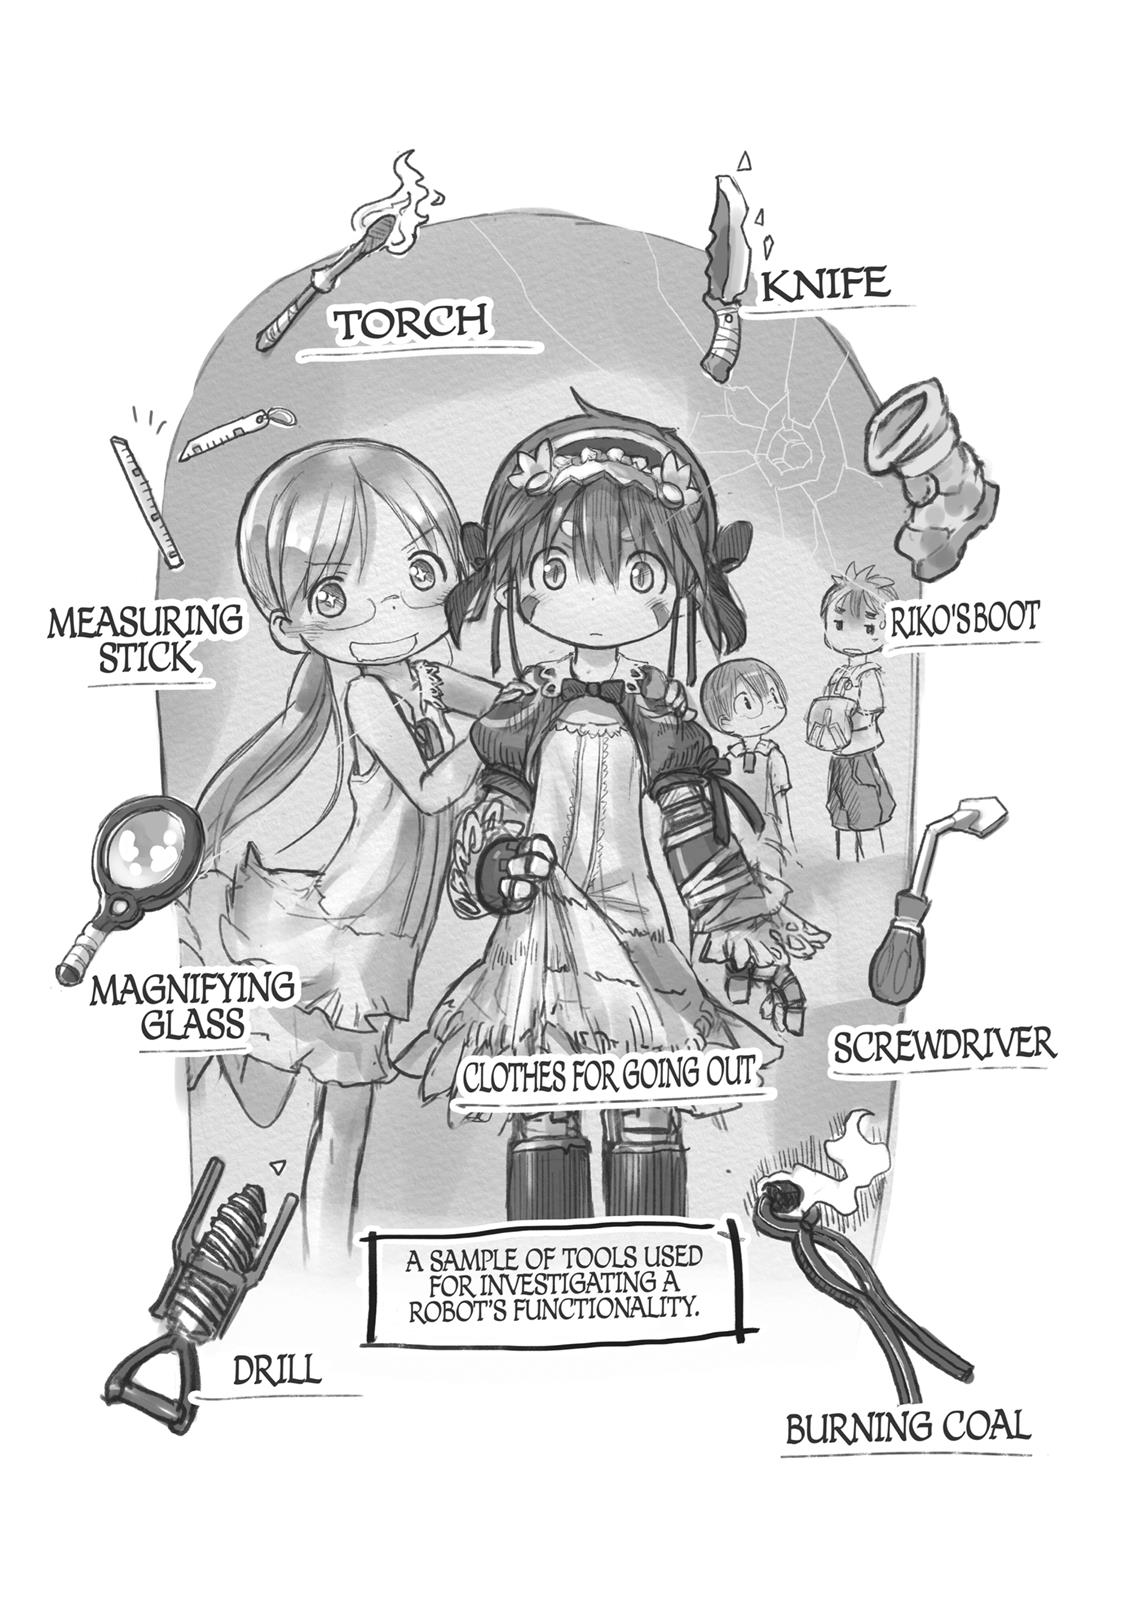 TORCH
KNIFE
MEASURING
STICK
RIKO'S BOOT
MAGNIFYING
GLASS
SCREWDRIVER
CLOTHES FOR GOING OUT
A SAMPLE OF TOOLS USED
FOR INVESTIGATING A
ROBOT'S FUNCTIONALITY.
DRILL
BURNING COAL